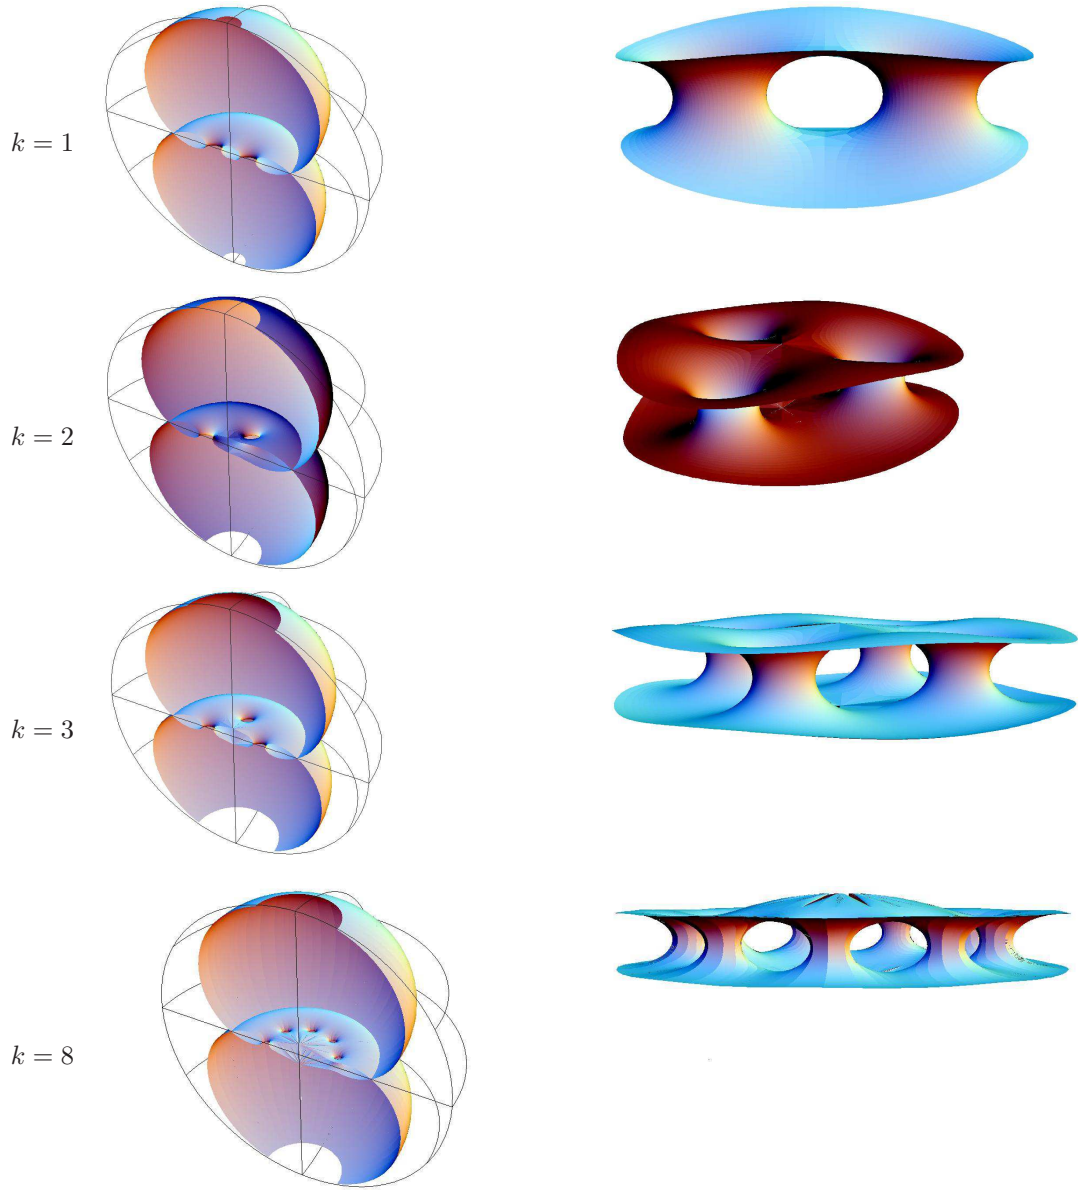 k = 1
k = 2
k = 3
k = 8